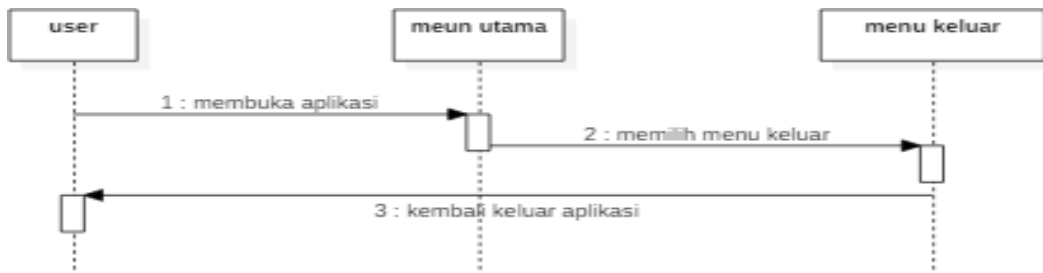 user
meun utama
menu keluar
1 : membuka aplikasi
2 : memilih menu keluar
3 : kembali keluar aplikasi